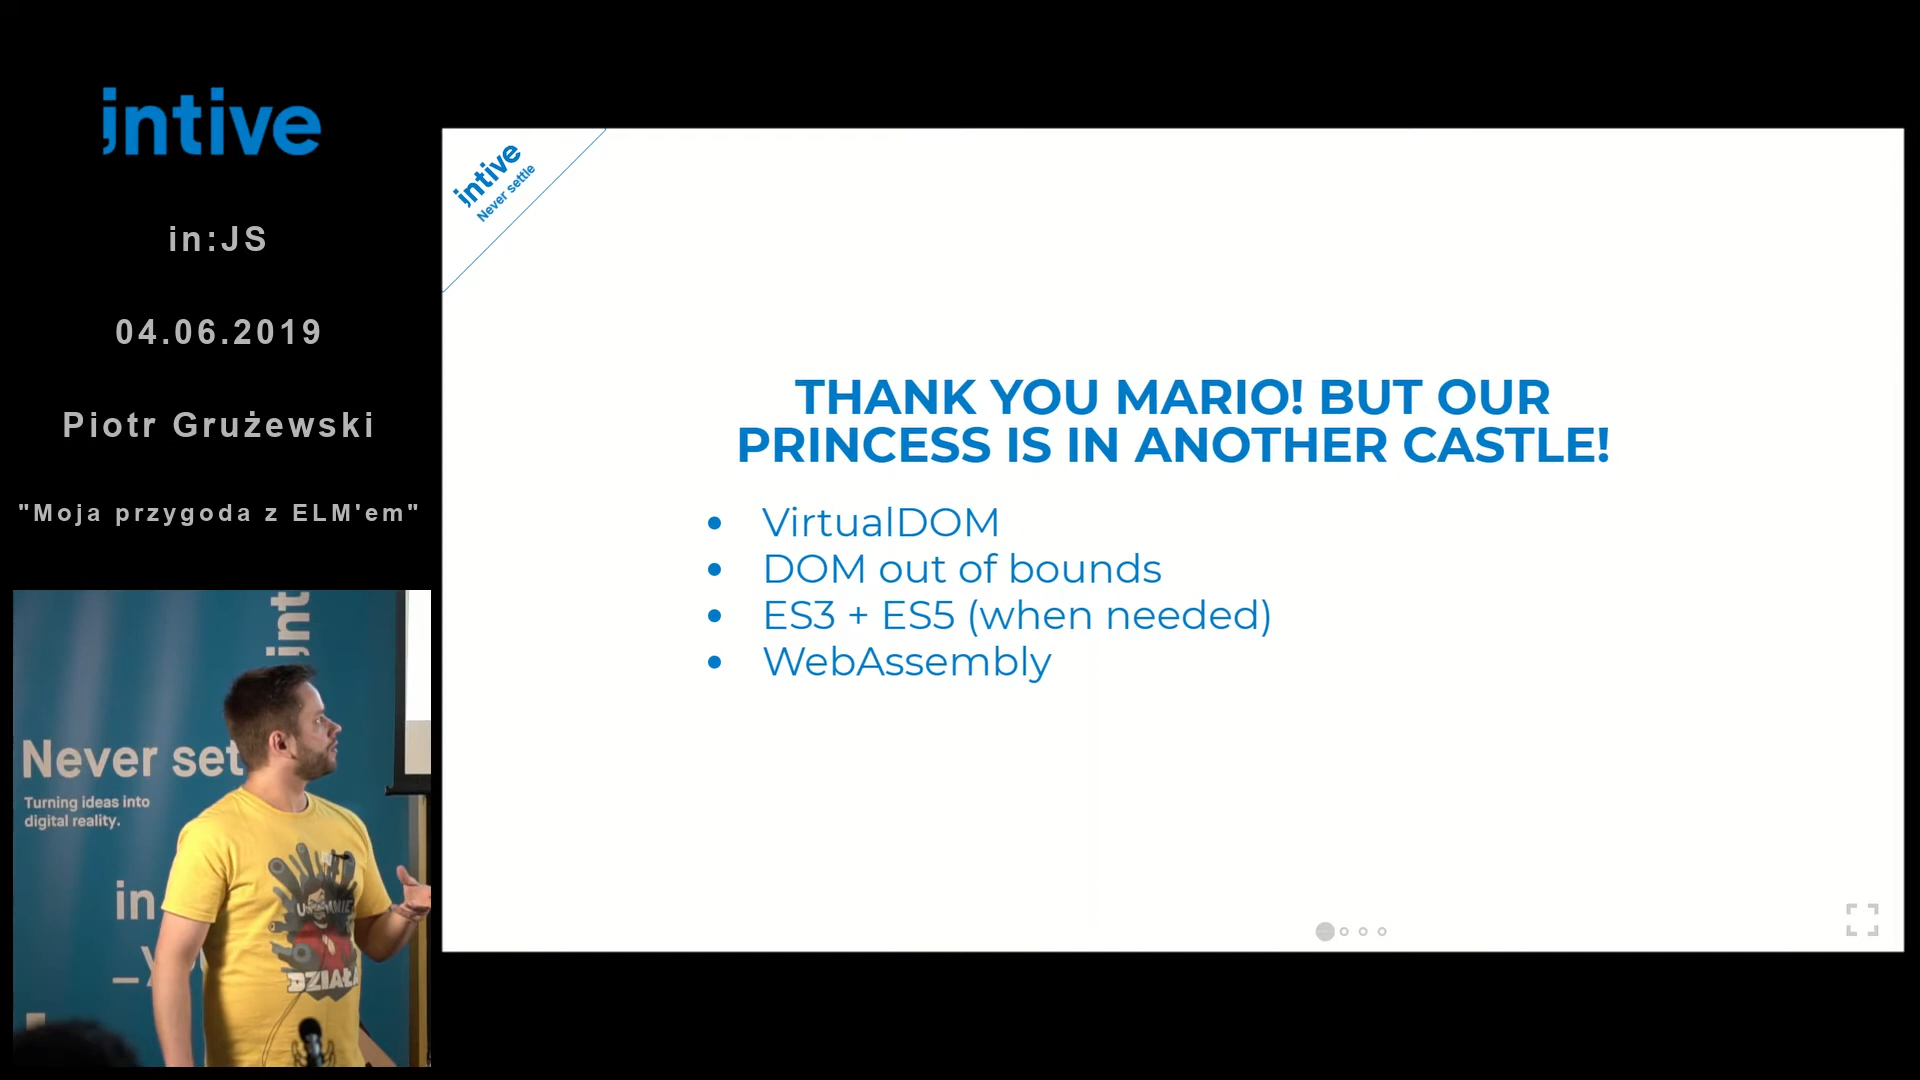 intive
in:JS
04.06.2019
Piotr Grużewski
"Moja przygoda z ELM'em"
intive
Never settle
THANK YOU MARIO! BUT OUR
PRINCESS IS IN ANOTHER CASTLE!
• VirtualDOM
• DOM out of bounds
• ES3 + ES5 (when needed)
• WebAssembly
int
Never set
Turning ideas into
digital reality.
in
DZIAŁA